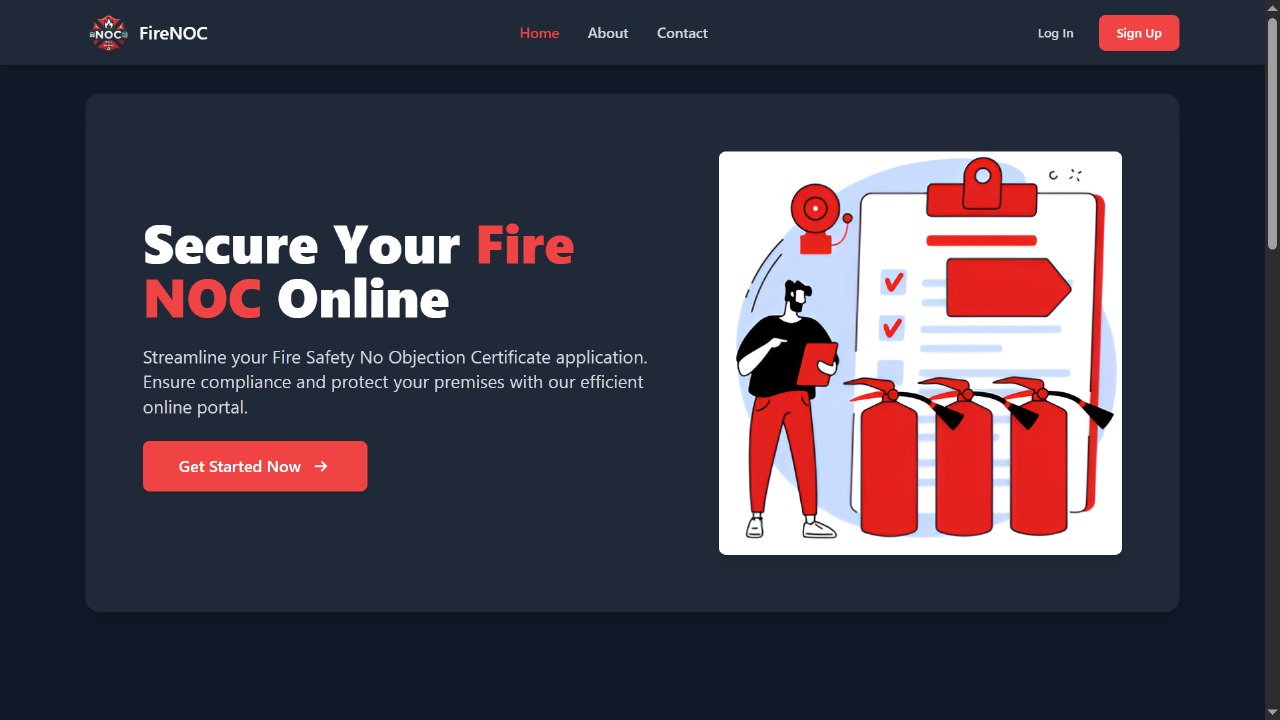 NOC
FireNOC
Home
About
Contact
Log In
Sign Up
Secure Your Fire
NOC Online
Streamline your Fire Safety No Objection Certificate application.
Ensure compliance and protect your premises with our efficient
online portal.
Get Started Now →